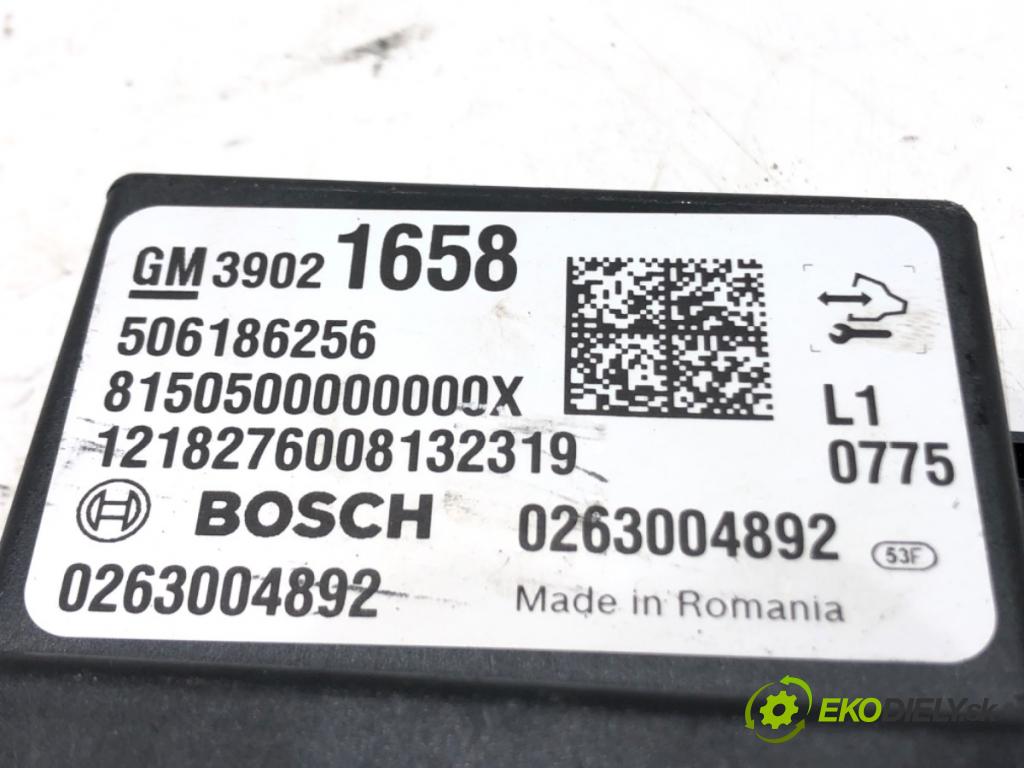 GM 3902 1658
506186256
8150500000000X
1218276008132319
L1
0775
BOSCH 0263004892 53F
0263004892 Made in Romania
EKODIELY.sk